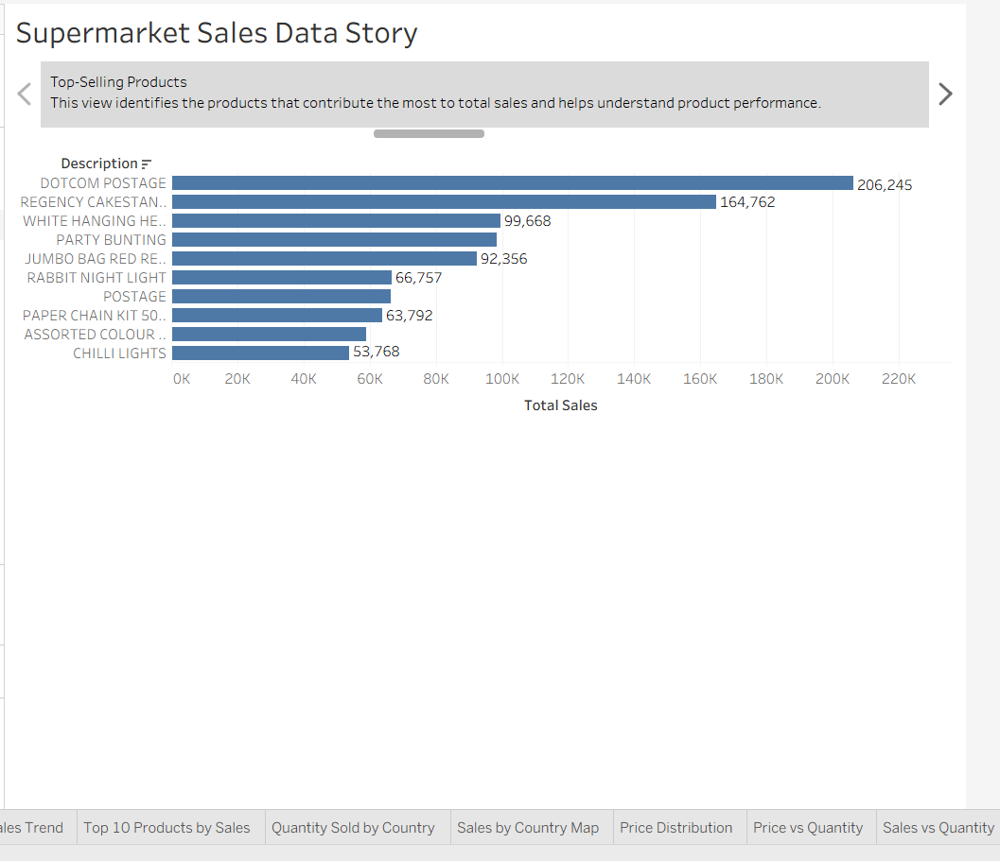 Supermarket Sales Data Story
Top-Selling Products
This view identifies the products that contribute the most to total sales and helps understand product performance.
Description
DOTCOM POSTAGE 206,245
REGENCY CAKESTAN.. 164,762
WHITE HANGING HE.. 99,668
PARTY BUNTING
JUMBO BAG RED RE.. 92,356
RABBIT NIGHT LIGHT 66,757
POSTAGE
PAPER CHAIN KIT 50.. 63,792
ASSORTED COLOUR ..
CHILLI LIGHTS 53,768
0K 20K 40K 60K 80K 100K 120K 140K 160K 180K 200K 220K
Total Sales
ales Trend Top 10 Products by Sales Quantity Sold by Country Sales by Country Map Price Distribution Price vs Quantity Sales vs Quantity